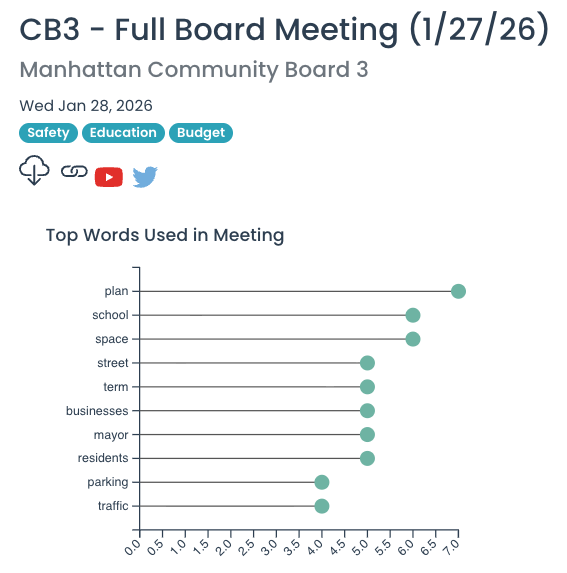 CB3 - Full Board Meeting (1/27/26)
Manhattan Community Board 3
Wed Jan 28, 2026
Safety Education Budget
Top Words Used in Meeting
plan
school
space
street
term
businesses
mayor
residents
parking
traffic
0.0 0.5 1.0 1.5 2.0 2.5 3.0 3.5 4.0 4.5 5.0 5.5 6.0 6.5 7.0